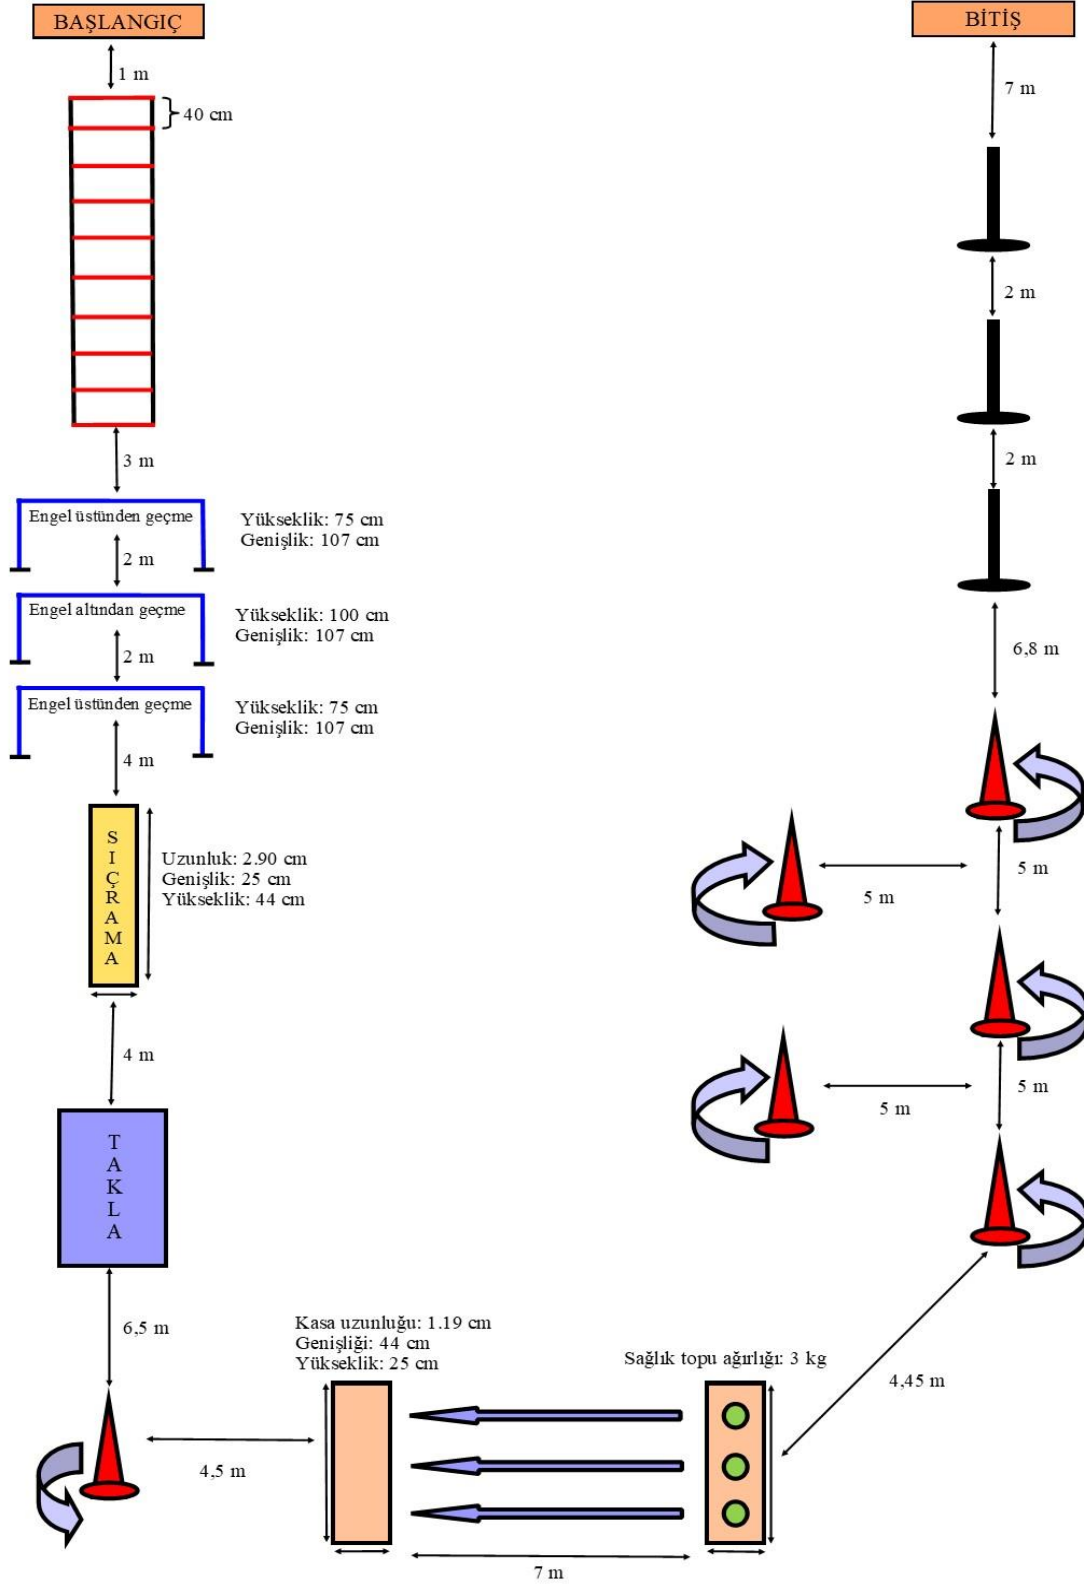 BAŞLANGIÇ
1 m
40 cm
3 m
Engel üstünden geçme
Yükseklik: 75 cm
Genişlik: 107 cm
2 m
Engel altından geçme
Yükseklik: 100 cm
Genişlik: 107 cm
2 m
Engel üstünden geçme
Yükseklik: 75 cm
Genişlik: 107 cm
4 m
SIÇRAMA
Uzunluk: 2.90 cm
Genişlik: 25 cm
Yükseklik: 44 cm
4 m
TAKLA
6,5 m
4,5 m
Kasa uzunluğu: 1.19 cm
Genişliği: 44 cm
Yükseklik: 25 cm
7 m
Sağlık topu ağırlığı: 3 kg
4,45 m
5 m
5 m
5 m
5 m
6,8 m
2 m
2 m
7 m
BİTİŞ